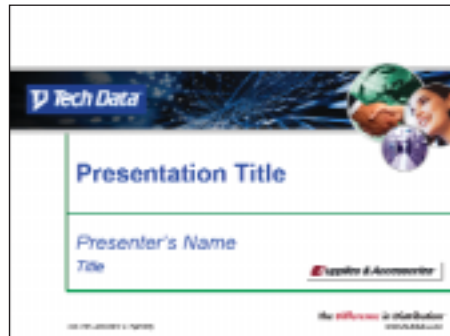 Tech Data
Presentation Title
Presenter's Name
Title
Supplies & Accessories
the Difference in distribution